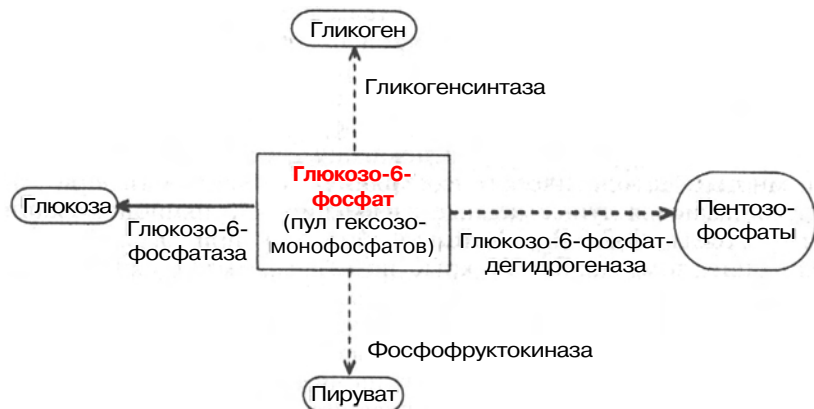 Гликоген
Гликогенсинтаза
Глюкозо-6-
фосфат
(пул гексозо-
монофосфатов)
Глюкоза
Глюкозо-6-
фосфатаза
Глюкозо-6-фосфат-
дегидрогеназа
Пентозо-
фосфаты
Фосфофруктокиназа
Пируват